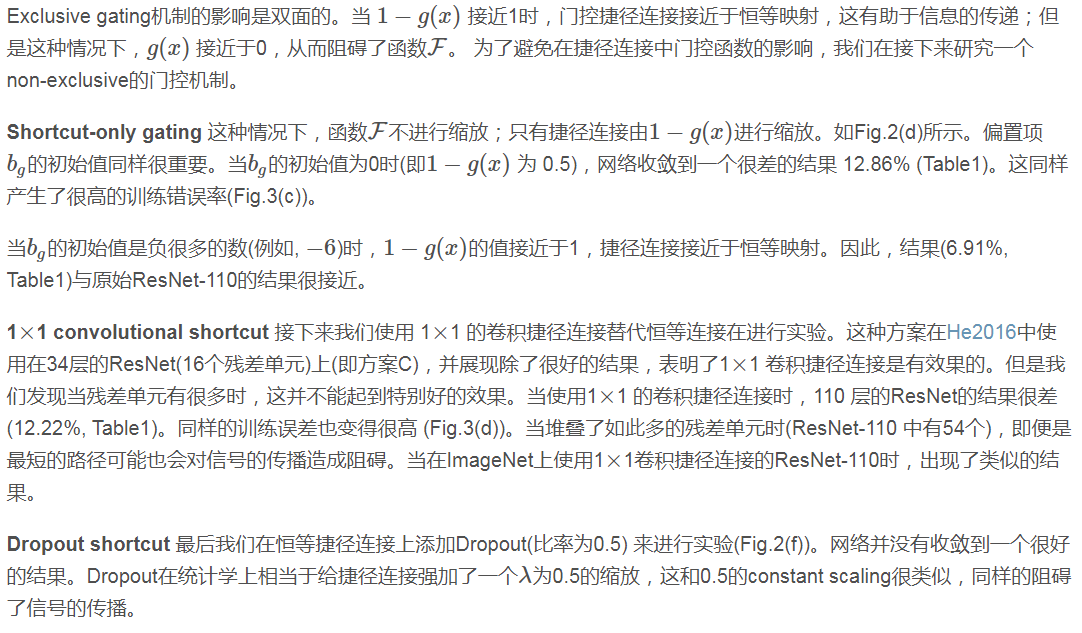 Exclusive gating机制的影响是双面的。当 1 − g(x) 接近1时，门控捷径连接接近于恒等映射，这有助于信息的传递；但
是这种情况下，g(x) 接近于0，从而阻碍了函数ℱ。 为了避免在捷径连接中门控函数的影响，我们在接下来研究一个
non-exclusive的门控机制。
Shortcut-only gating 这种情况下，函数ℱ不进行缩放；只有捷径连接由1 − g(x)进行缩放。如Fig.2(d)所示。偏置项
b_g的初始值同样很重要。当b_g的初始值为0时(即1 − g(x) 为 0.5)，网络收敛到一个很差的结果 12.86% (Table1)。这同样
产生了很高的训练错误率(Fig.3(c))。
当b_g的初始值是负很多的数(例如, −6)时，1 − g(x)的值接近于1，捷径连接接近于恒等映射。因此，结果(6.91%,
Table1)与原始ResNet-110的结果很接近。
1×1 convolutional shortcut 接下来我们使用 1×1 的卷积捷径连接替代恒等连接在进行实验。这种方案在He2016中使
用在34层的ResNet(16个残差单元)上(即方案C)，并展现除了很好的结果，表明了1×1 卷积捷径连接是有效果的。但是我
们发现当残差单元有很多时，这并不能起到特别好的效果。当使用1×1 的卷积捷径连接时，110 层的ResNet的结果很差
(12.22%, Table1)。同样的训练误差也变得很高 (Fig.3(d))。当堆叠了如此多的残差单元时(ResNet-110 中有54个)，即便是
最短的路径可能也会对信号的传播造成阻碍。当在ImageNet上使用1×1卷积捷径连接的ResNet-110时，出现了类似的结
果。
Dropout shortcut 最后我们在恒等捷径连接上添加Dropout(比率为0.5) 来进行实验(Fig.2(f))。网络并没有收敛到一个很好
的结果。Dropout在统计学上相当于给捷径连接强加了一个λ为0.5的缩放，这和0.5的constant scaling很类似，同样的阻碍
了信号的传播。